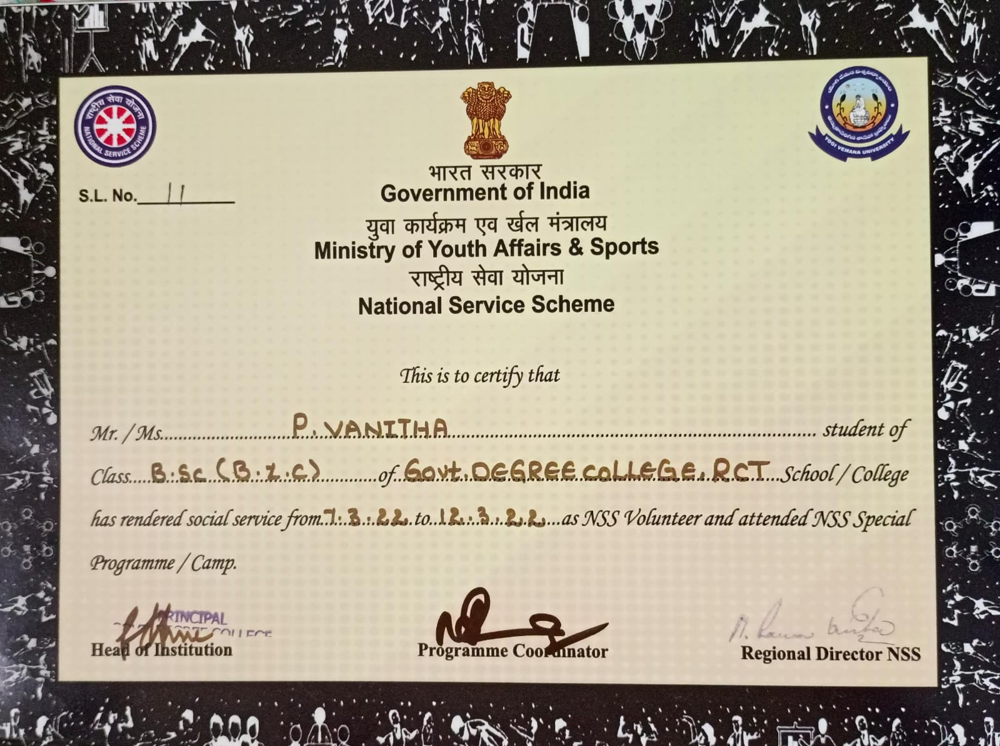 राष्ट्रीय सेवा योजना
NATIONAL SERVICE SCHEME
YOGI VEMANA UNIVERSITY
S.L. No. 11
भारत सरकार
Government of India
युवा कार्यक्रम एव र्खल मंत्रालय
Ministry of Youth Affairs & Sports
राष्ट्रीय सेवा योजना
National Service Scheme
This is to certify that
Mr. / Ms. P. VANITHA student of
Class B.Sc (B.Z.C) of Govt. DEGREE COLLEGE, RCT School / College
has rendered social service from 7.3.22 to 12.3.22 as NSS Volunteer and attended NSS Special
Programme / Camp.
PRINCIPAL
COLLEGE
Head of Institution
Programme Coordinator
Regional Director NSS